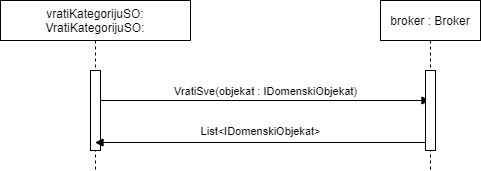 vratiKategorijuSO:
VratiKategorijuSO:
broker : Broker
VratiSve(objekat : IDomenskiObjekat)
List<IDomenskiObjekat>